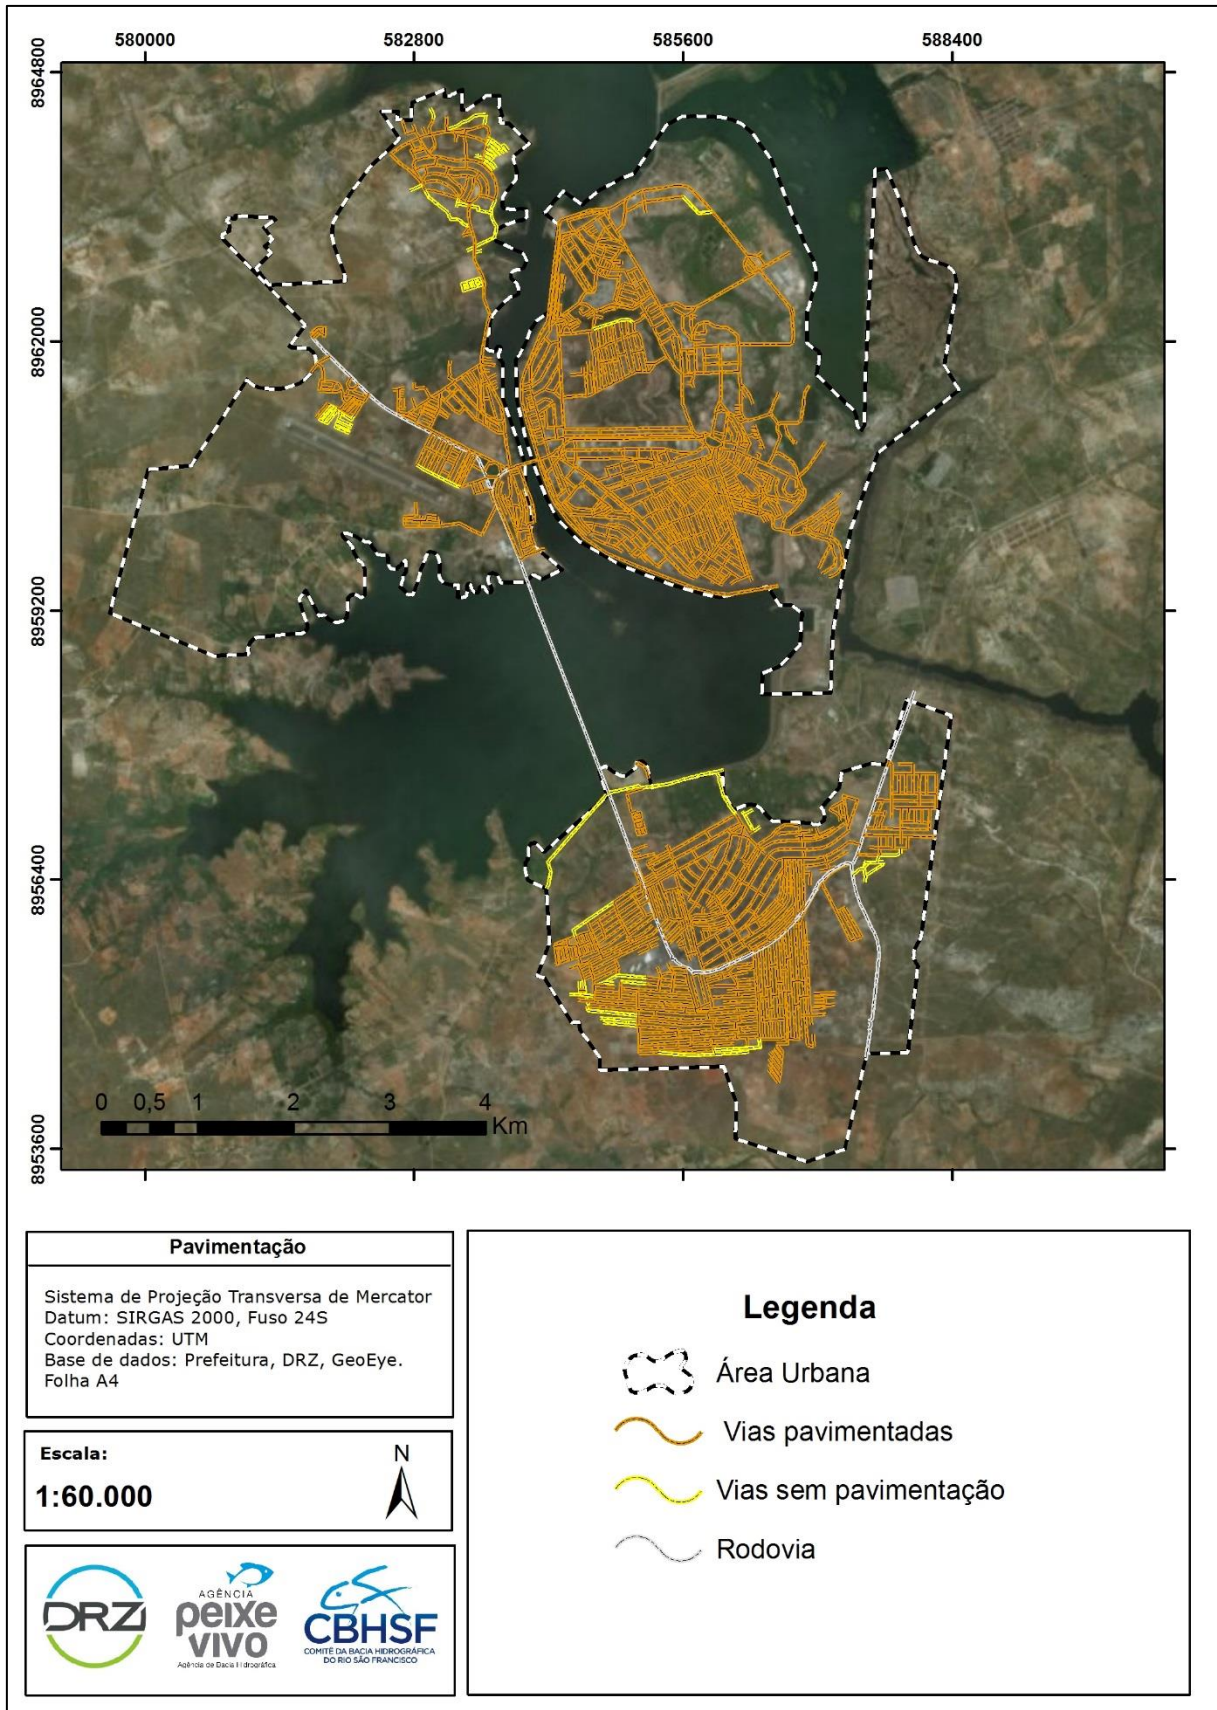 580000 582800 585600 588400
8964800
8962000
8959200
8956400
8953600
0 0,5 1 2 3 4
Km
Pavimentação
Sistema de Projeção Transversa de Mercator
Datum: SIRGAS 2000, Fuso 24S
Coordenadas: UTM
Base de dados: Prefeitura, DRZ, GeoEye.
Folha A4
Escala:
1:60.000
N
DRZ
AGÊNCIA
peixe
vivo
Agência de Bacia Hidrográfica
CBHSF
COMITÊ DA BACIA HIDROGRÁFICA
DO RIO SÃO FRANCISCO
Legenda
Área Urbana
Vias pavimentadas
Vias sem pavimentação
Rodovia